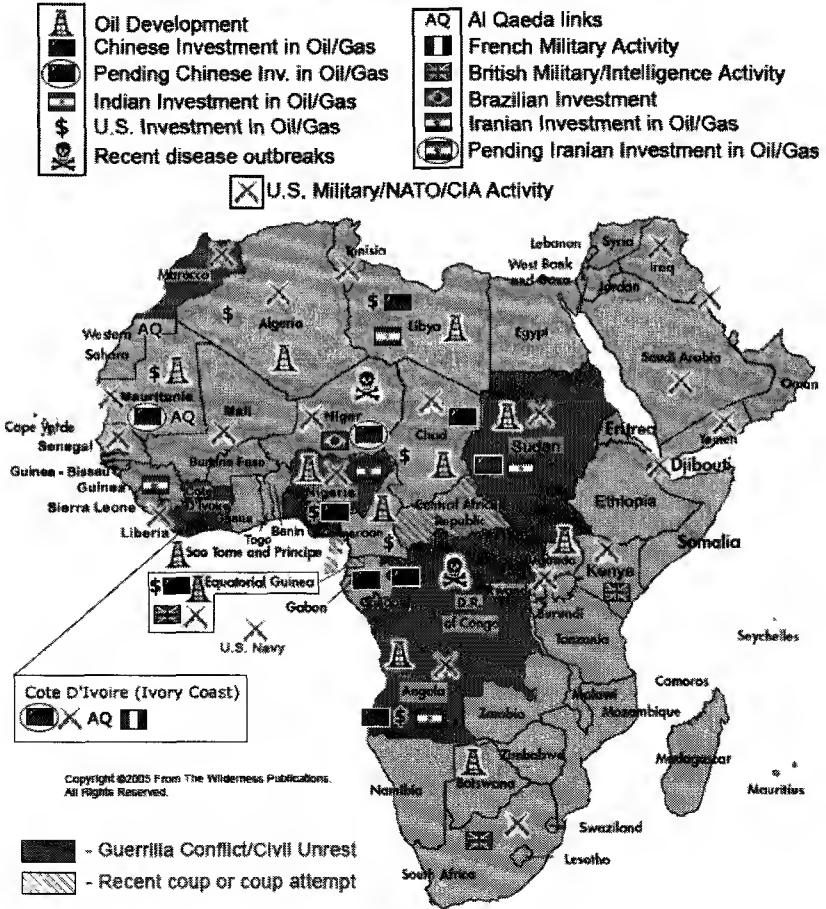 Oil Development
Chinese Investment in Oil/Gas
Pending Chinese Inv. in Oil/Gas
Indian Investment in Oil/Gas
$ U.S. Investment in Oil/Gas
Recent disease outbreaks
AQ Al Qaeda links
French Military Activity
British Military/Intelligence Activity
Brazilian Investment
Iranian Investment in Oil/Gas
Pending Iranian Investment in Oil/Gas
U.S. Military/NATO/CIA Activity
Tunisia
Lebanon
Syria
Iraq
Morocco
West Bank
and Gaza
Jordan
$
$
Algeria
Libya
Egypt
Western
Sahara
AQ
Saudi Arabia
Oman
$
Mauritania
AQ
Mali
Niger
Chad
Sudan
Eritrea
Yemen
Cape Verde
Senegal
Djibouti
Burkina Faso
$
Guinea - Bissau
Guinea
Nigeria
Ethiopia
Cote
D'Ivoire
Ghana
Central African
Republic
Sierra Leone
Liberia
Togo
Benin
$
Cameroon
Somalia
Sao Tome and Principe
$
Uganda
Kenya
$ Equatorial Guinea
Gabon
D.R.
of Congo
Burundi
U.S. Navy
Tanzania
Seychelles
Cote D'Ivoire (Ivory Coast)
AQ
Angola
Comoros
Malawi
Mozambique
$
Zambia
Zimbabwe
Madagascar
Mauritius
Copyright ©2005 From The Wilderness Publications.
All Rights Reserved.
Namibia
Botswana
Swaziland
Lesotho
South Africa
- Guerrilla Conflict/Civil Unrest
- Recent coup or coup attempt